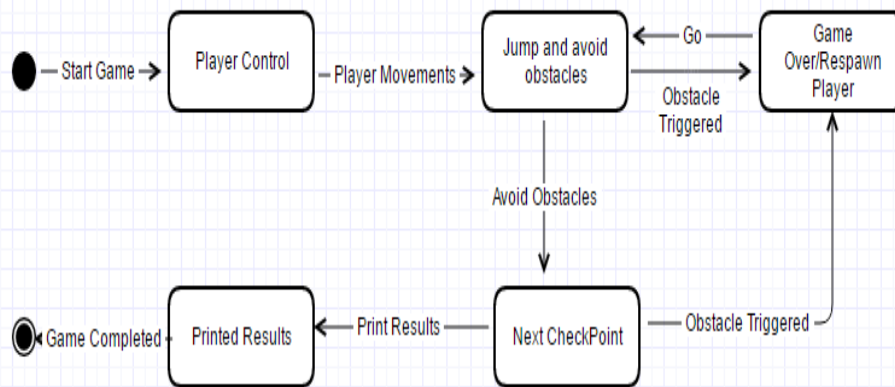 Start Game
Player Control
Player Movements
Jump and avoid
obstacles
Go
Obstacle
Triggered
Game
Over/Respawn
Player
Avoid Obstacles
Game Completed
Printed Results
Print Results
Next CheckPoint
Obstacle Triggered